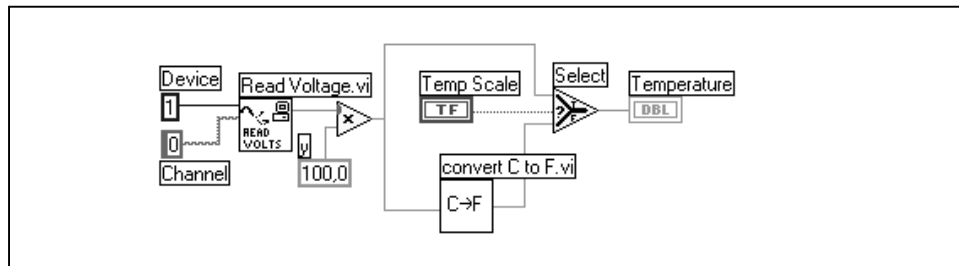 Device
Read Voltage.vi
Temp Scale
Select
Temperature
1
READ
VOLTS
x
TF
?
T
F
DBL
0
y
100,0
Channel
convert C to F.vi
C→F